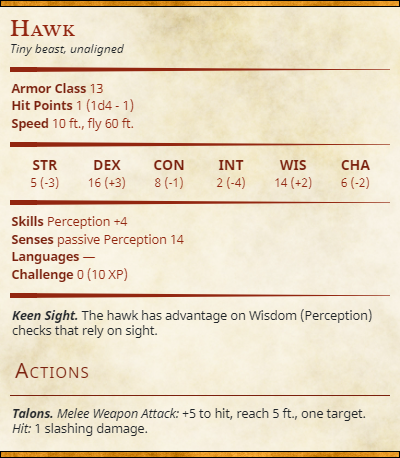 Hawk
Tiny beast, unaligned
Armor Class 13
Hit Points 1 (1d4 - 1)
Speed 10 ft., fly 60 ft.
STR DEX CON INT WIS CHA
5 (-3) 16 (+3) 8 (-1) 2 (-4) 14 (+2) 6 (-2)
Skills Perception +4
Senses passive Perception 14
Languages —
Challenge 0 (10 XP)
Keen Sight. The hawk has advantage on Wisdom (Perception)
checks that rely on sight.
Actions
Talons. Melee Weapon Attack: +5 to hit, reach 5 ft., one target.
Hit: 1 slashing damage.